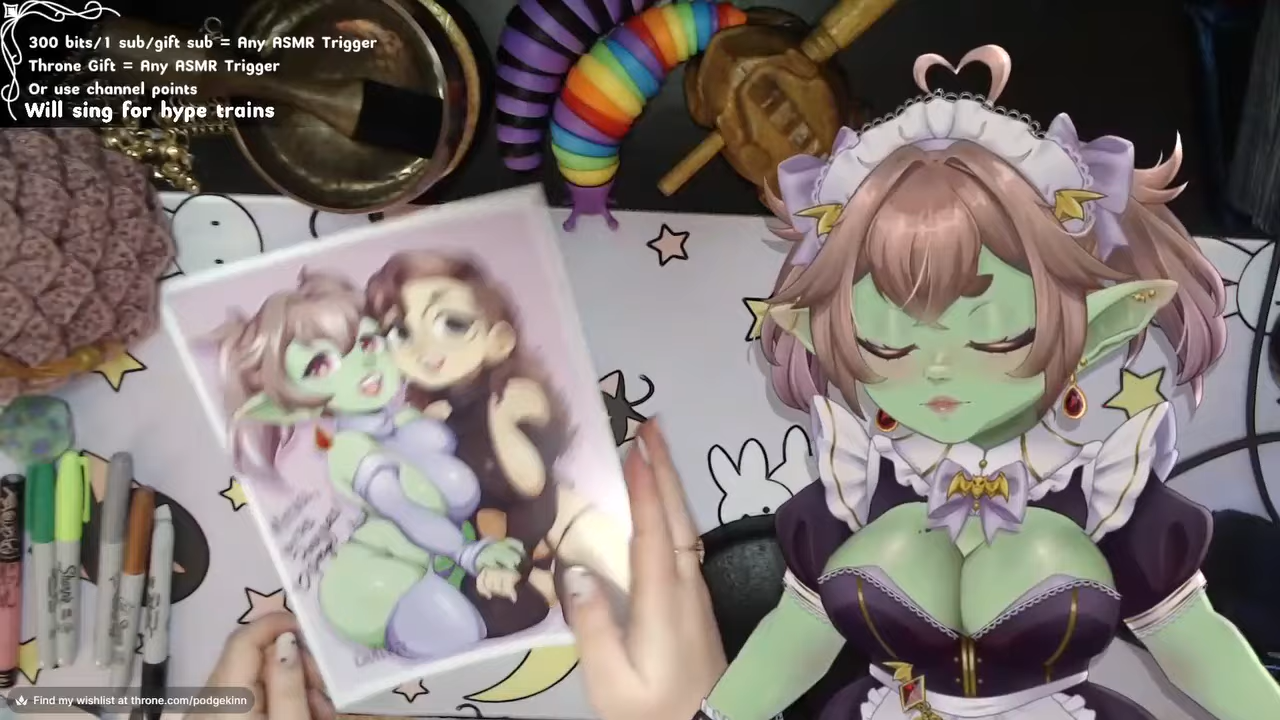 300 bits/1 sub/gift sub = Any ASMR Trigger
Throne Gift = Any ASMR Trigger
Or use channel points
Will sing for hype trains
Sharpie
Find my wishlist at throne.com/podgekinn